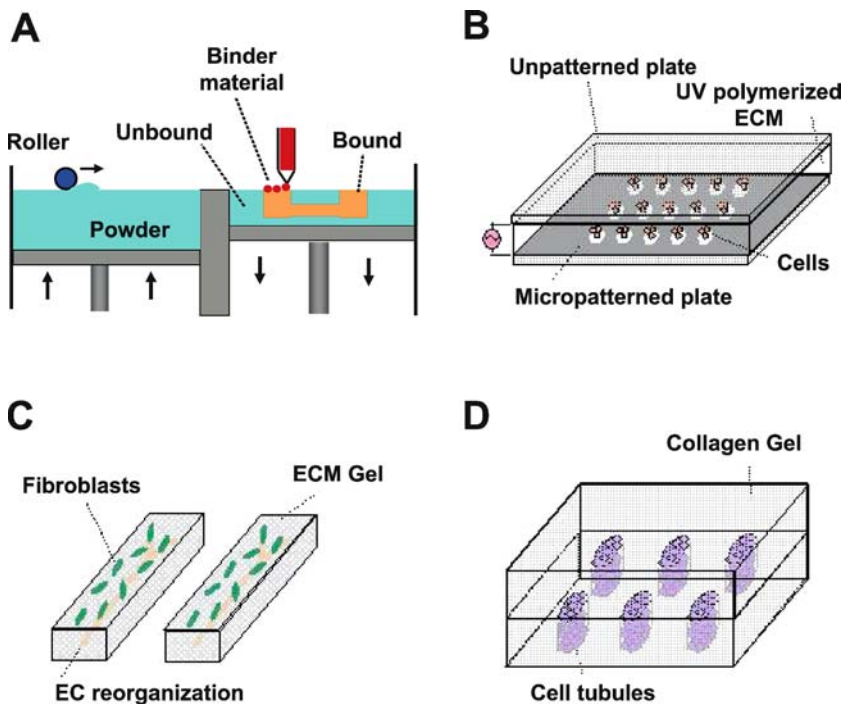 A
Binder
material
Unbound
Bound
Roller
Powder
B
Unpatterned plate
UV polymerized
ECM
Cells
Micropatterned plate
C
Fibroblasts
ECM Gel
EC reorganization
D
Collagen Gel
Cell tubules